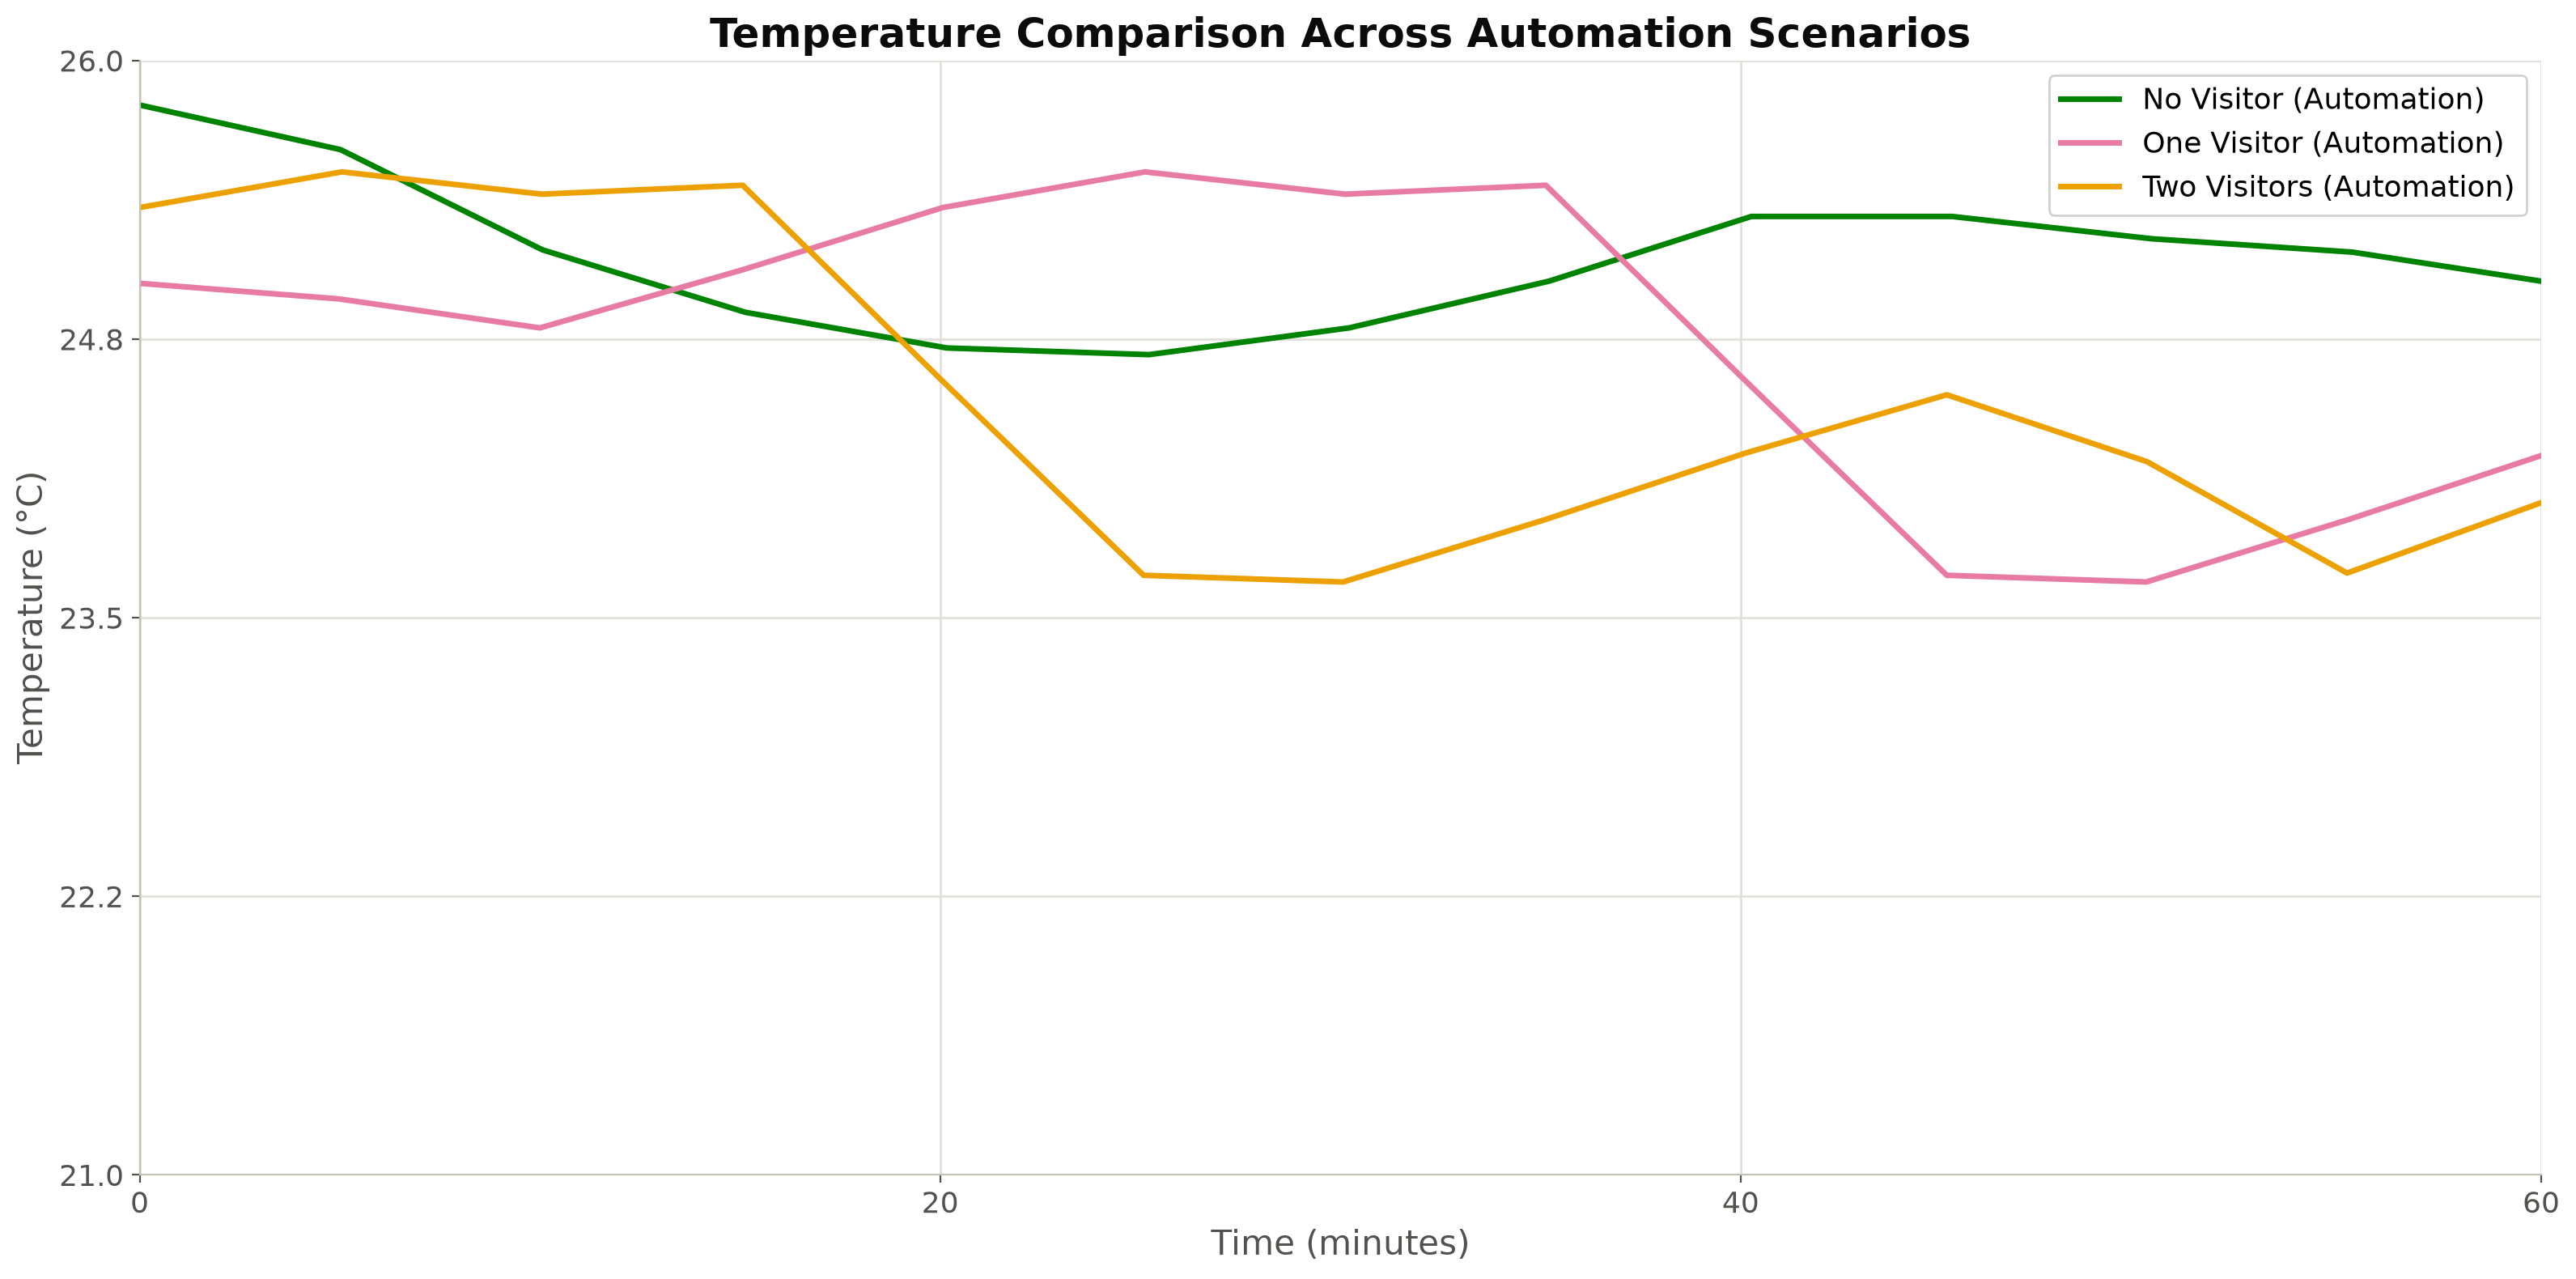 Temperature Comparison Across Automation Scenarios
26.0
24.8
23.5
22.2
21.0
Temperature (°C)
No Visitor (Automation)
One Visitor (Automation)
Two Visitors (Automation)
0
20
40
60
Time (minutes)